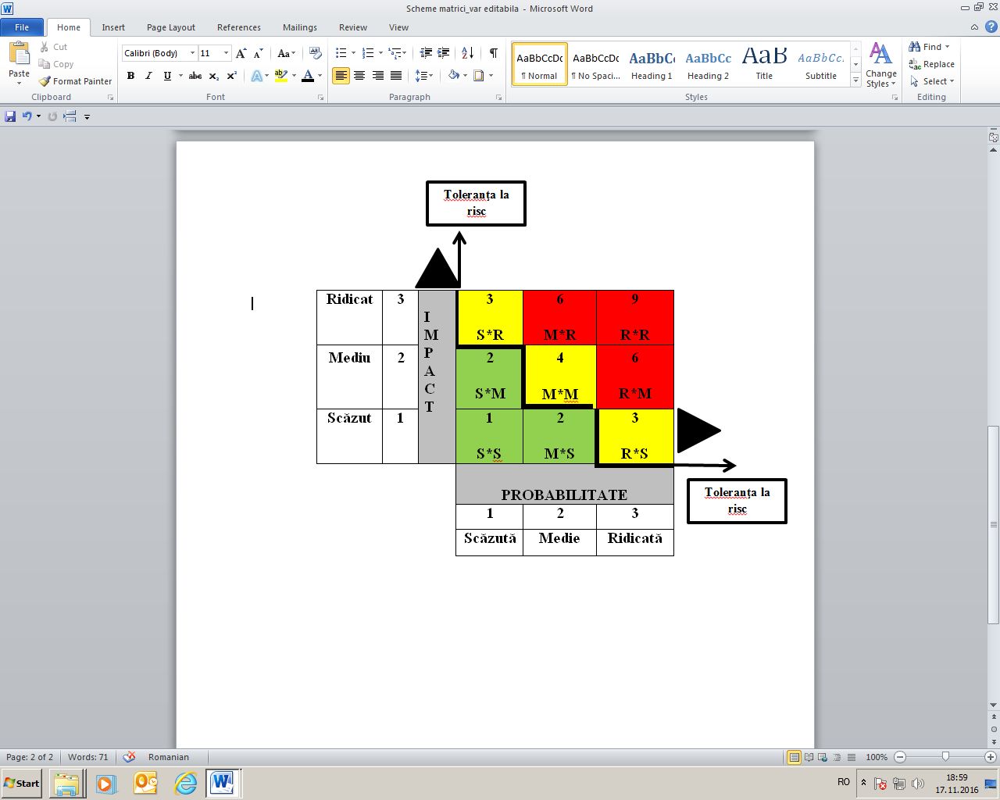 Scheme matrici_var editabila - Microsoft Word
File Home Insert Page Layout References Mailings Review View
Paste
Cut
Copy
Format Painter
Clipboard
Calibri (Body) 11
Font
Paragraph
AaBbCcDc AaBbCcDc AaBbC AaBbCc AaB AaBbCc.
¶ Normal ¶ No Spaci... Heading 1 Heading 2 Title Subtitle
Styles
Change Styles
Find
Replace
Select
Editing
Toleranța la
risc
Ridicat 3
Mediu 2
Scăzut 1
I
M
P
A
C
T
3 6 9
S*R M*R R*R
2 4 6
S*M M*M R*M
1 2 3
S*S M*S R*S
PROBABILITATE
1 2 3
Scăzută Medie Ridicată
Toleranța la
risc
Page: 2 of 2 Words: 71 Romanian 100%
Start RO 18:59
17.11.2016